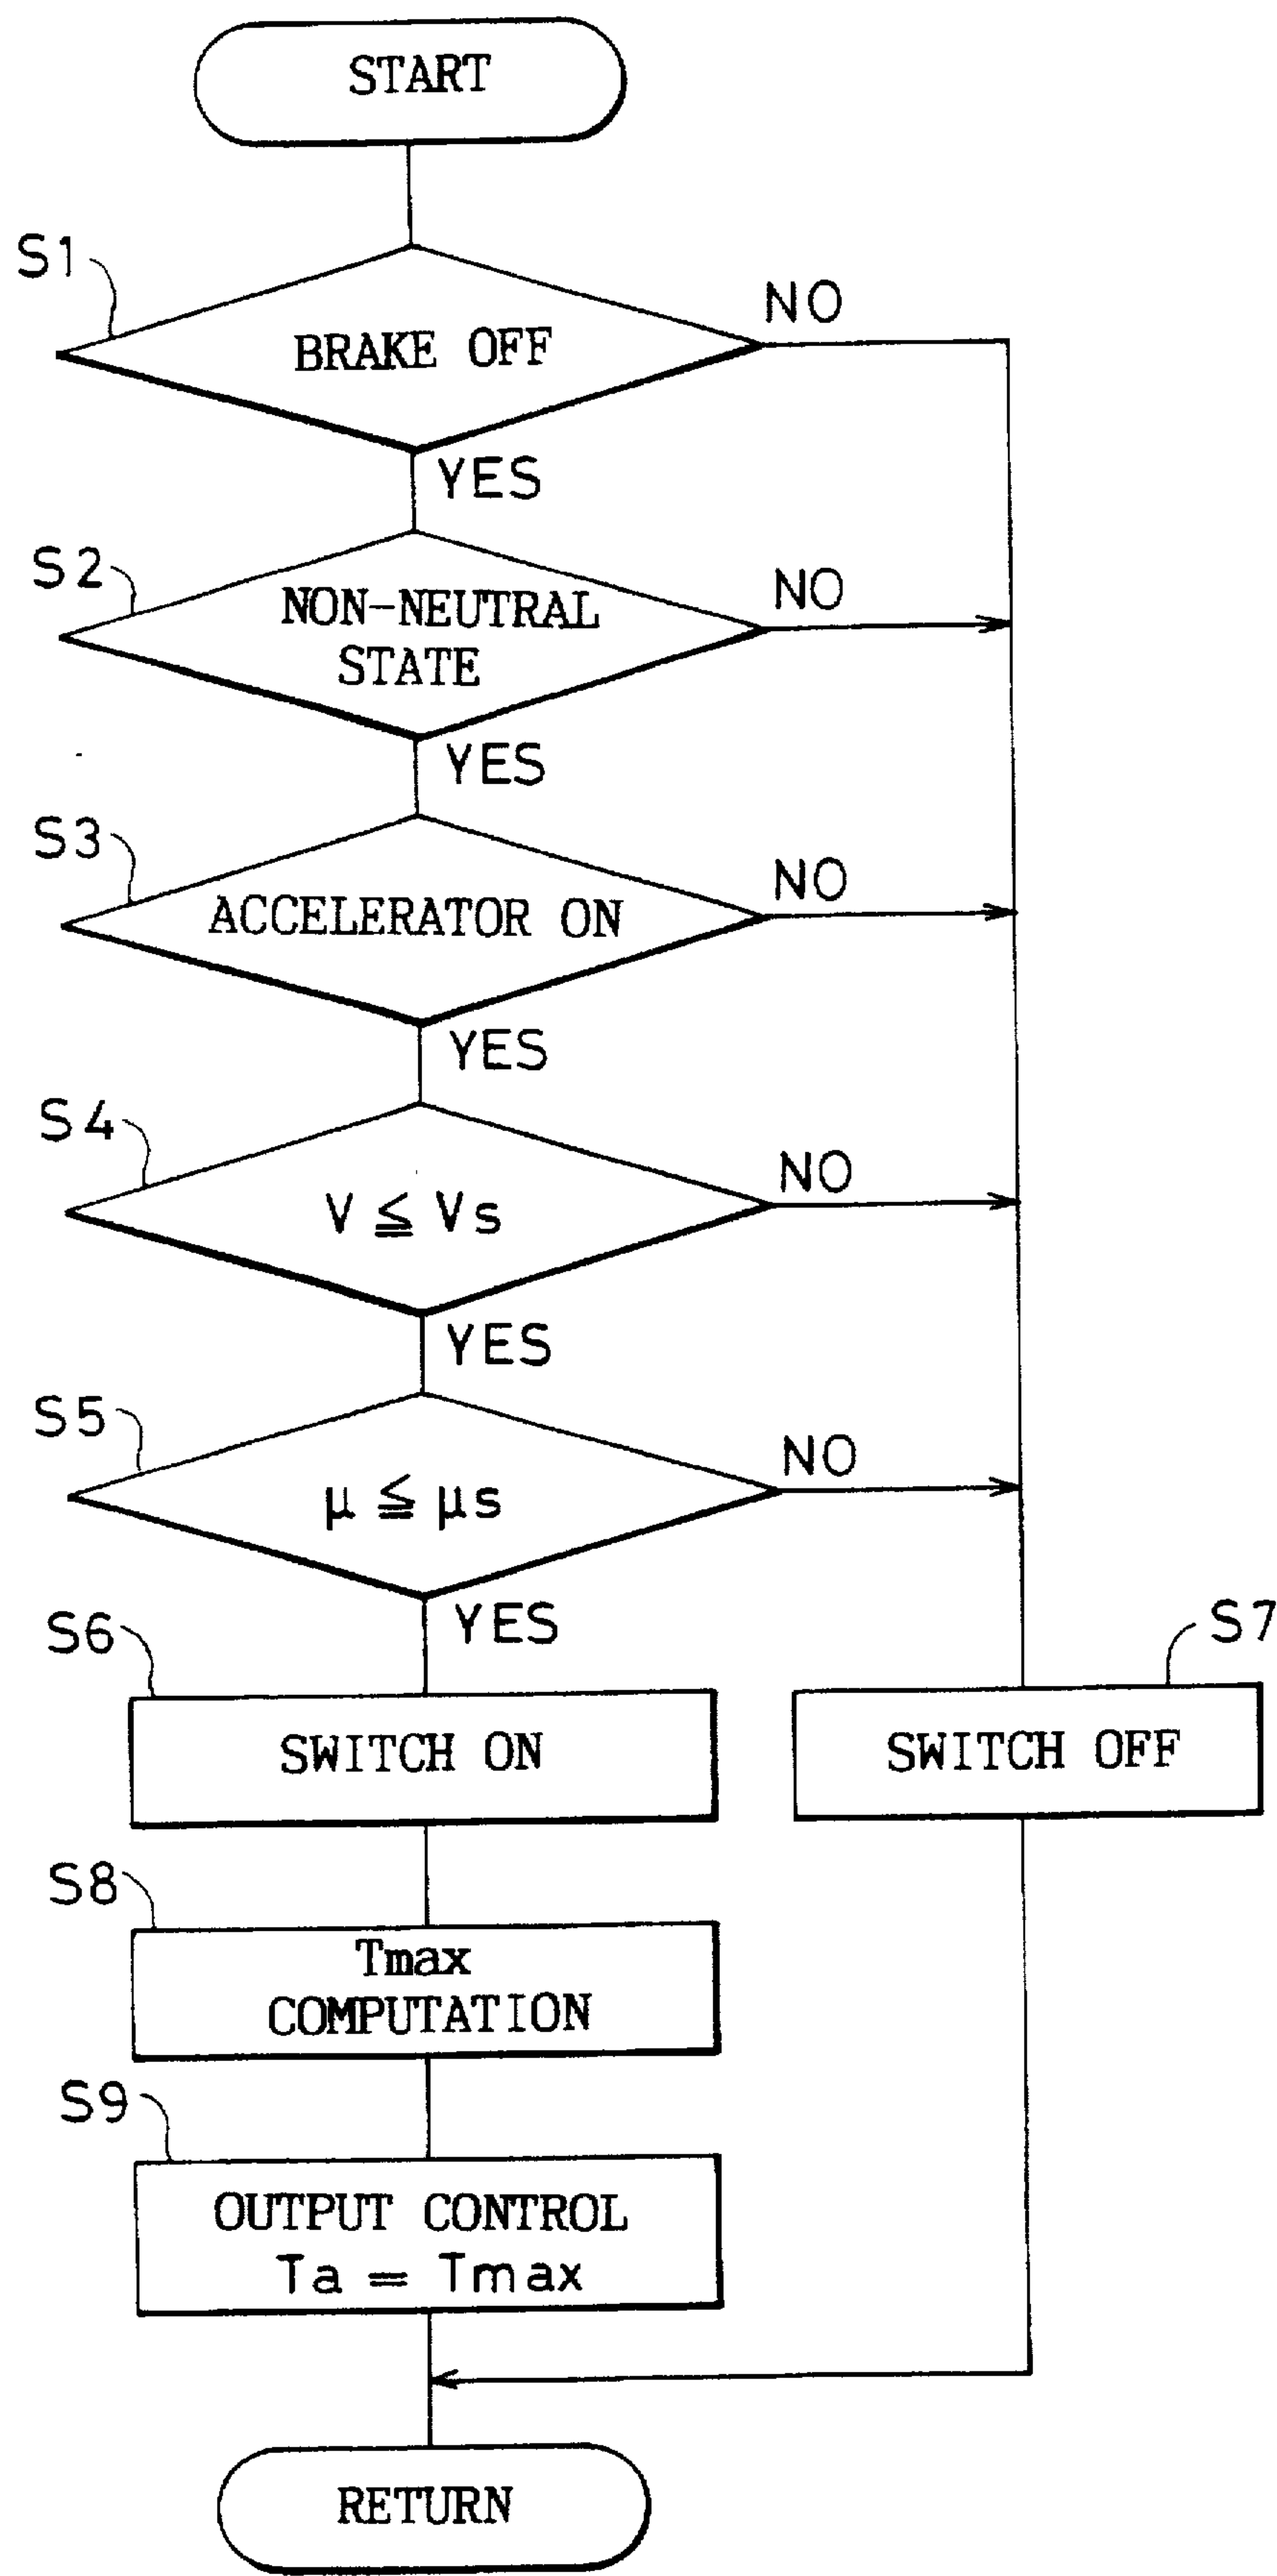 START
S1
NO
BRAKE OFF
YES
S2
NO
NON-NEUTRAL
STATE
YES
S3
NO
ACCELERATOR ON
YES
S4
NO
V ≦ Vs
YES
S5
NO
μ ≦ μs
YES
S6
S7
SWITCH ON
SWITCH OFF
S8
Tmax
COMPUTATION
S9
OUTPUT CONTROL
Ta = Tmax
RETURN